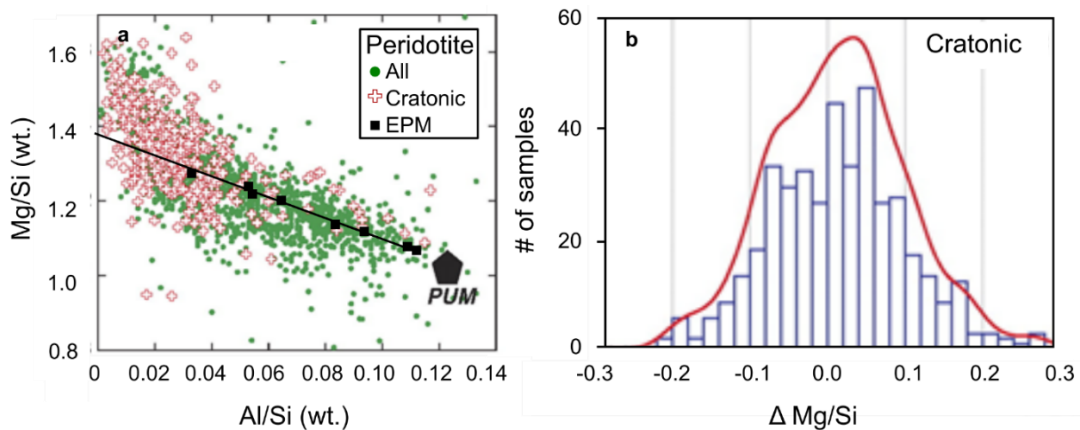 a
Peridotite
All
Cratonic
EPM
PUM
1.6
1.4
1.2
1.0
0.8
Mg/Si (wt.)
0
0.02
0.04
0.06
0.08
0.10
0.12
0.14
Al/Si (wt.)
b
Cratonic
60
40
20
0
# of samples
-0.3
-0.2
-0.1
0.0
0.1
0.2
0.3
Δ Mg/Si